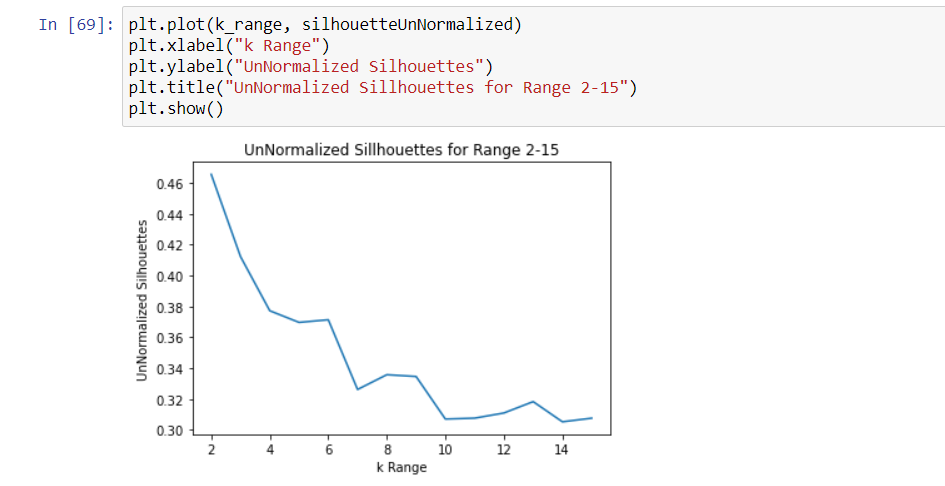 In [69]: plt.plot(k_range, silhouetteUnNormalized)
plt.xlabel("k Range")
plt.ylabel("UnNormalized Silhouettes")
plt.title("UnNormalized Sillhouettes for Range 2-15")
plt.show()
UnNormalized Sillhouettes for Range 2-15
UnNormalized Silhouettes
0.46
0.44
0.42
0.40
0.38
0.36
0.34
0.32
0.30
2 4 6 8 10 12 14
k Range